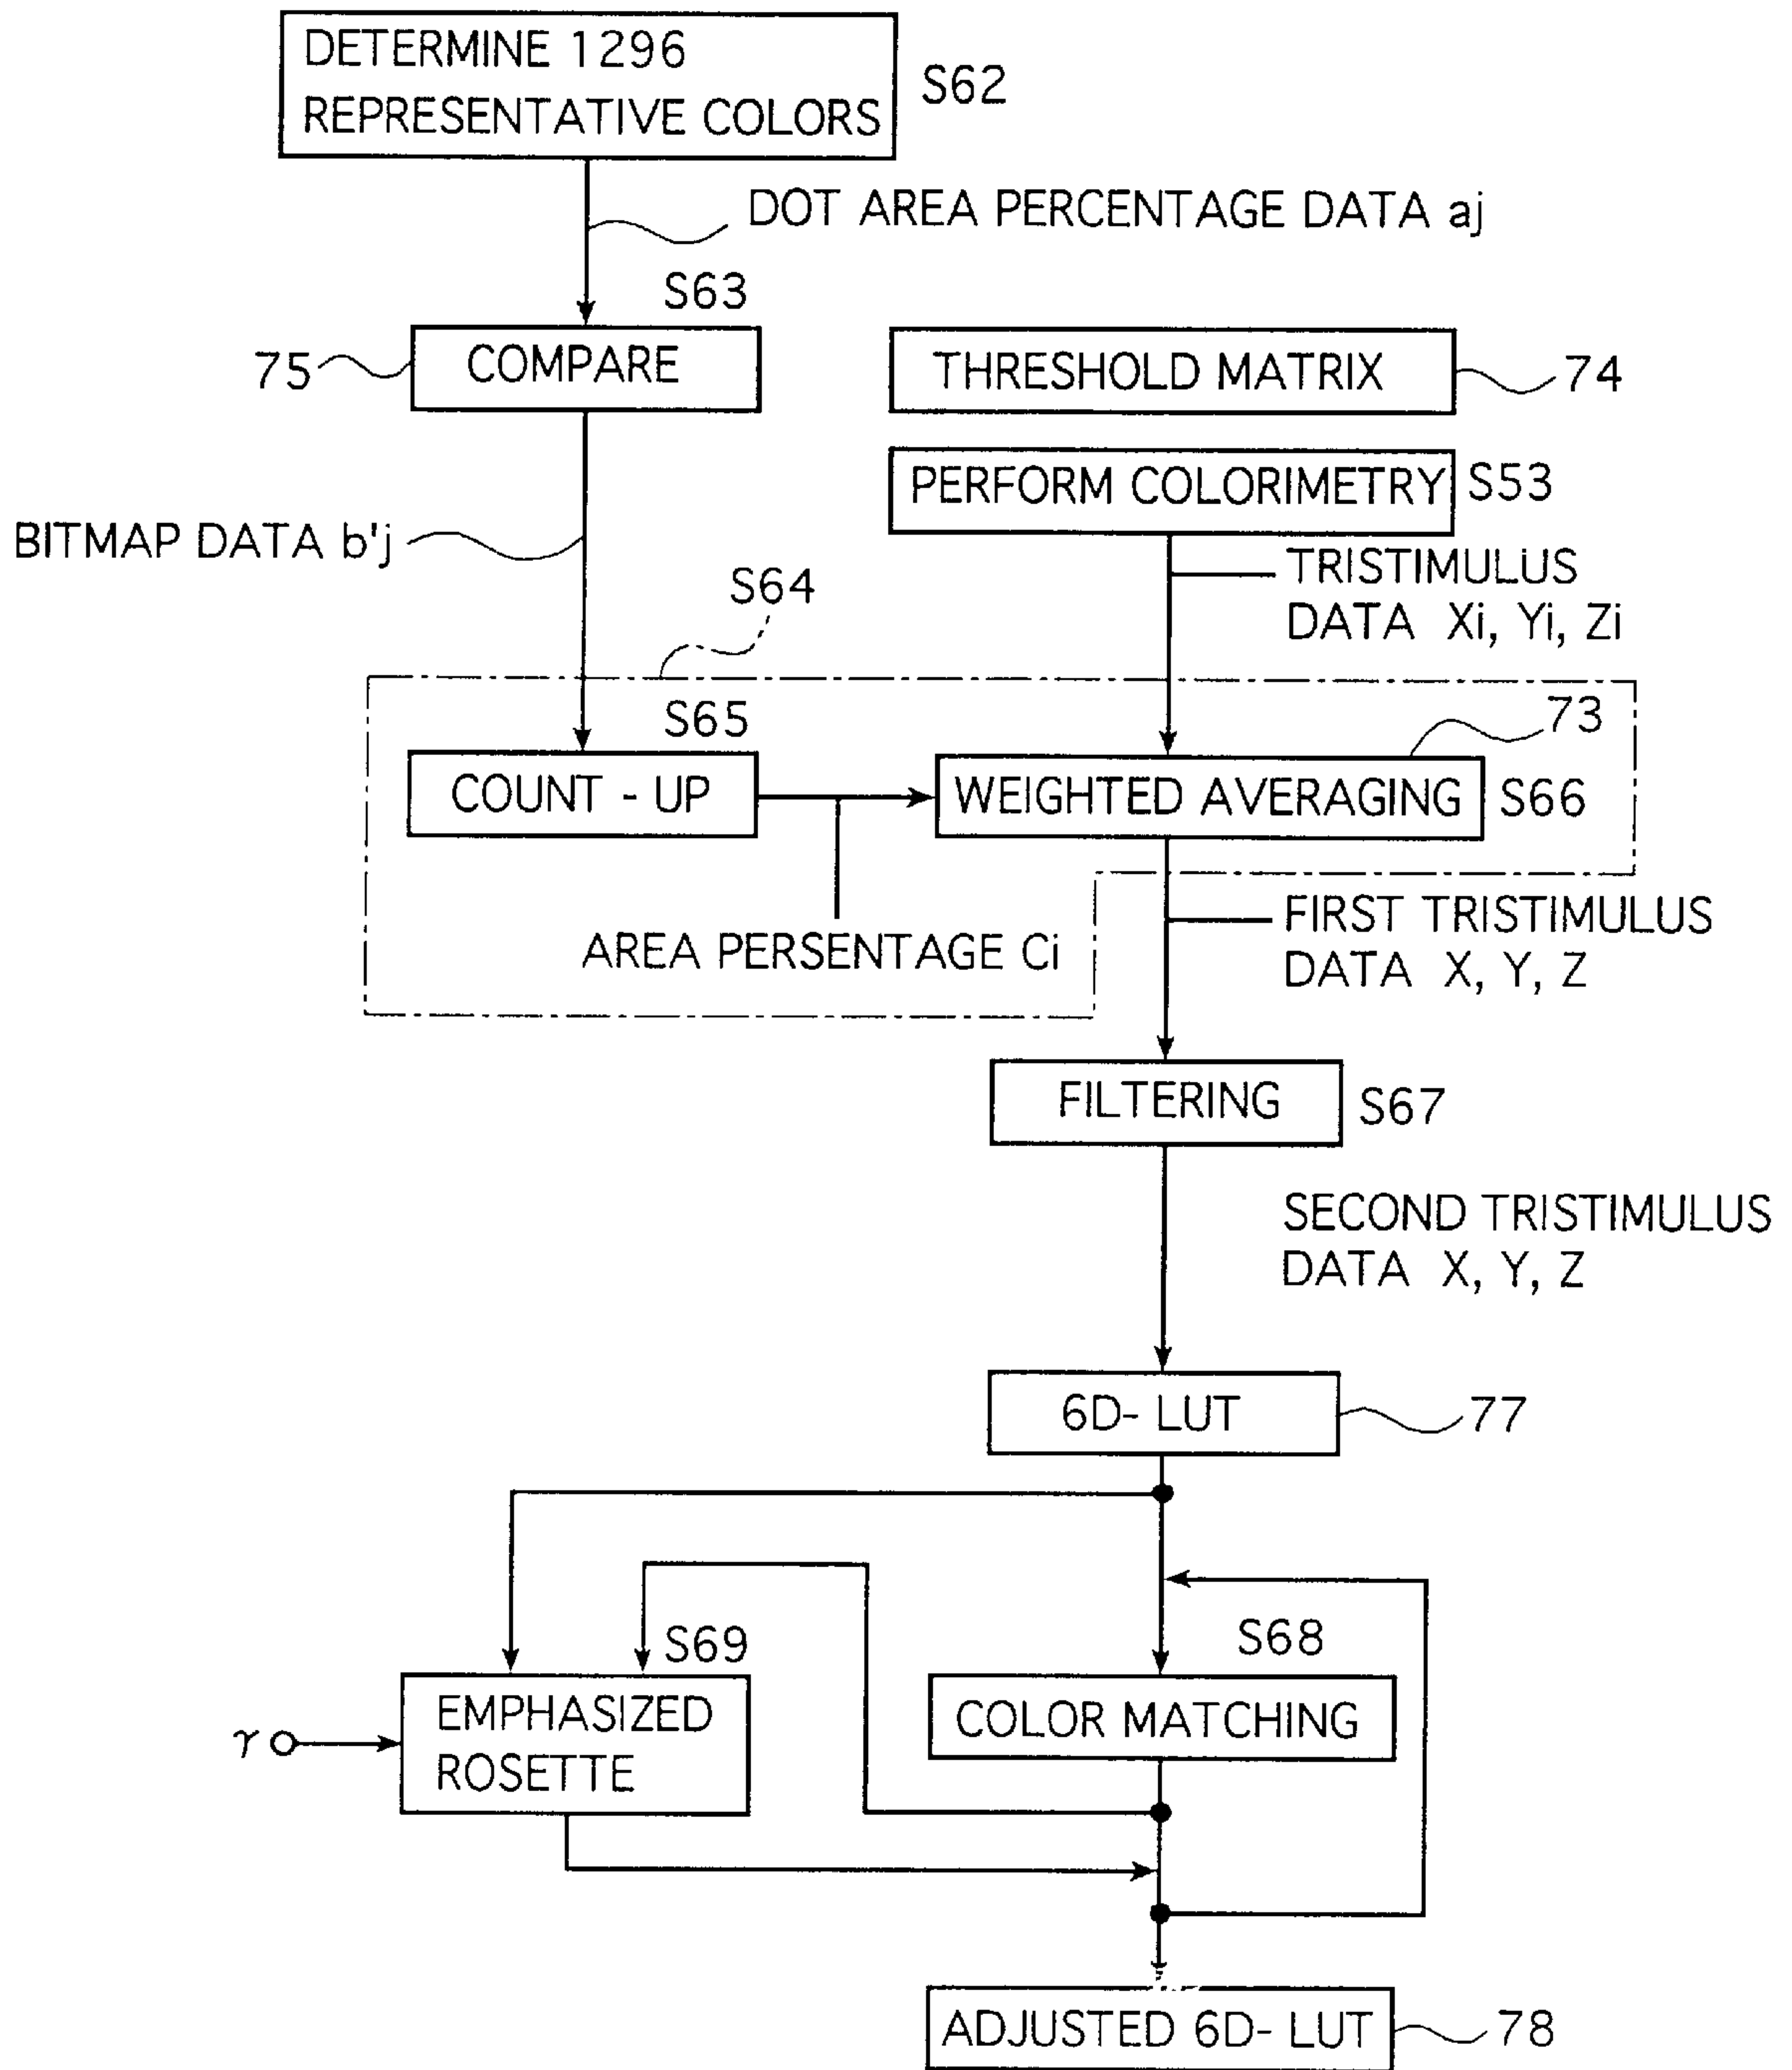 DETERMINE 1296
REPRESENTATIVE COLORS
S62
DOT AREA PERCENTAGE DATA aj
S63
75
COMPARE
THRESHOLD MATRIX
74
PERFORM COLORIMETRY
S53
BITMAP DATA b'j
TRISTIMULUS
DATA Xi, Yi, Zi
S64
S65
73
COUNT - UP
WEIGHTED AVERAGING
S66
AREA PERSENTAGE Ci
FIRST TRISTIMULUS
DATA X, Y, Z
FILTERING
S67
SECOND TRISTIMULUS
DATA X, Y, Z
6D- LUT
77
S69
S68
EMPHASIZED
ROSETTE
COLOR MATCHING
γ
ADJUSTED 6D- LUT
78